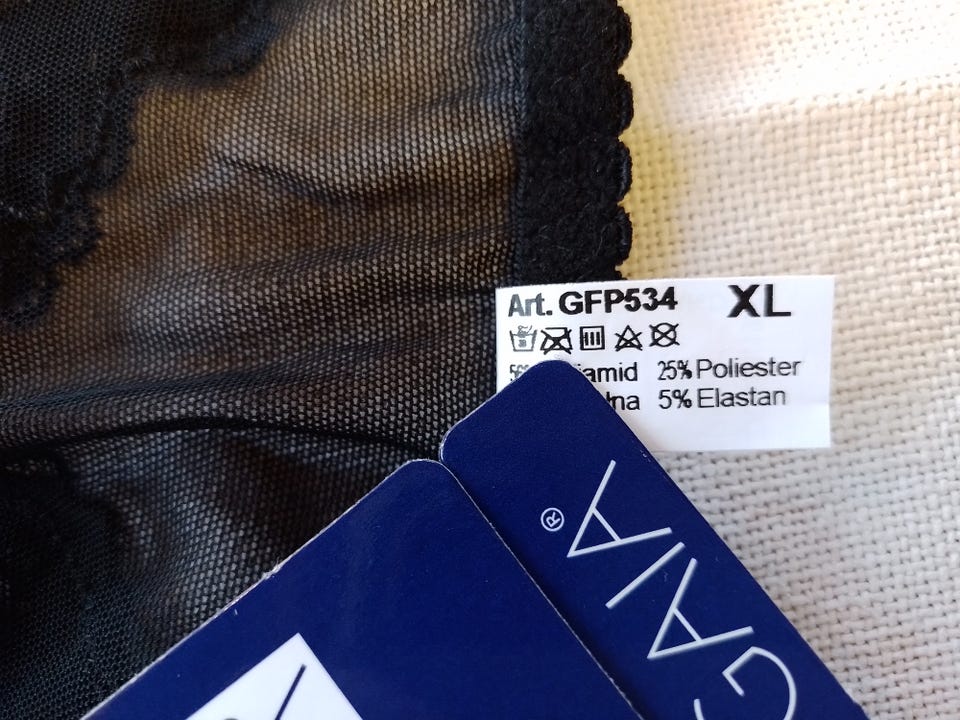 Art. GFP534 XL
25% Poliester
5% Elastan
GAIA ®